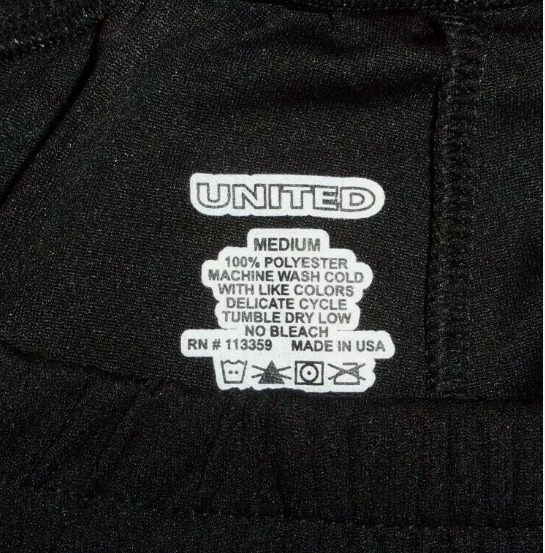 UNITED
MEDIUM
100% POLYESTER
MACHINE WASH COLD
WITH LIKE COLORS
DELICATE CYCLE
TUMBLE DRY LOW
NO BLEACH
RN # 113359 MADE IN USA